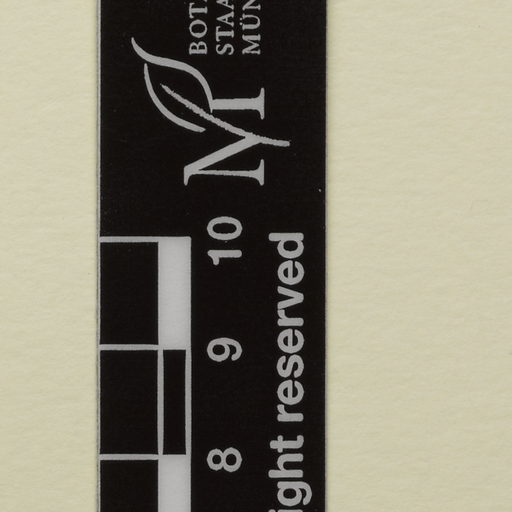 BOT
STAA
MÜN
M
10
9
8
ight reserved